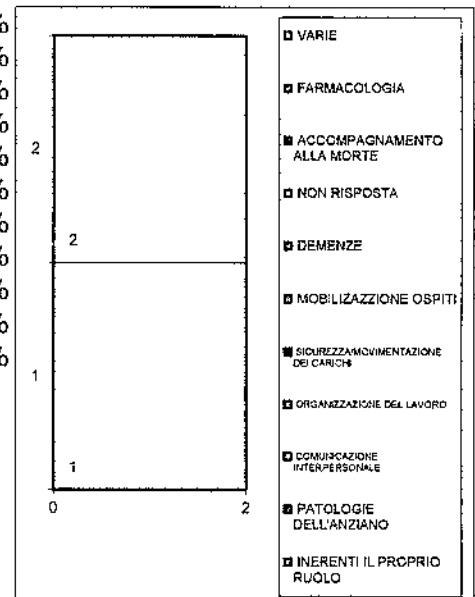 %
%
%
%
%
%
%
%
%
%
%
2
2
1
1
0 2
VARIE
FARMACOLOGIA
ACCOMPAGNAMENTO
ALLA MORTE
NON RISPOSTA
DEMENZE
MOBILIZAZZIONE OSPITI
SICUREZZA/MOVIMENTAZIONE
DEI CARICHI
ORGANIZZAZIONE DEL LAVORO
COMUNICAZIONE
INTERPERSONALE
PATOLOGIE
DELL'ANZIANO
INERENTI IL PROPRIO
RUOLO